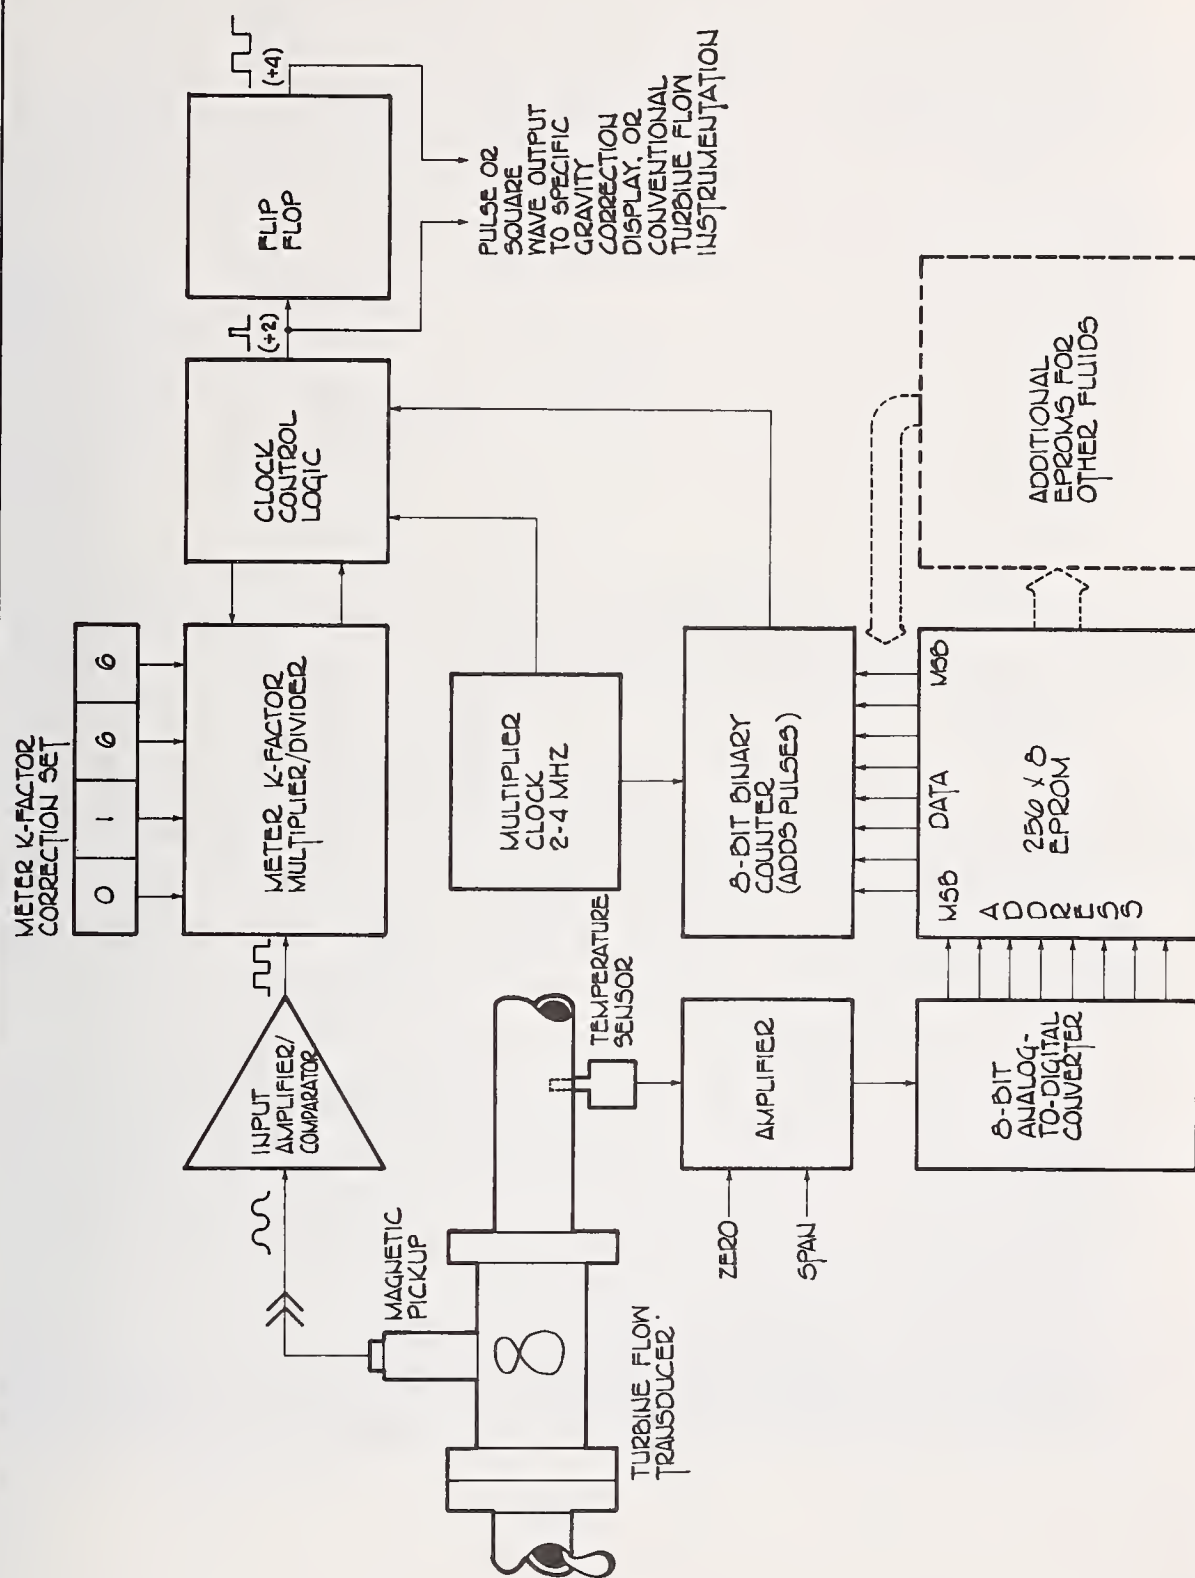 METER K-FACTOR
CORRECTION SET
0 1 6 6
INPUT
AMPLIFIER/
COMPARATOR
METER K-FACTOR
MULTIPLIER/DIVIDER
CLOCK
CONTROL
LOGIC
(+2)
FLIP
FLOP
(+4)
PULSE OR
SQUARE
WAVE OUTPUT
TO SPECIFIC
GRAVITY
CORRECTION
DISPLAY, OR
CONVENTIONAL
TURBINE FLOW
INSTRUMENTATION
MAGNETIC
PICKUP
TURBINE FLOW
TRANSDUCER
TEMPERATURE
SENSOR
MULTIPLIER
CLOCK
2-4 MHZ
ZERO
SPAN
AMPLIFIER
8-BIT BINARY
COUNTER
(ADDS PULSES)
8-BIT
ANALOG-
TO-DIGITAL
CONVERTER
MSB
DATA
MSB
ADDRESS
256 x 8
EPROM
ADDITIONAL
EPROMS FOR
OTHER FLUIDS